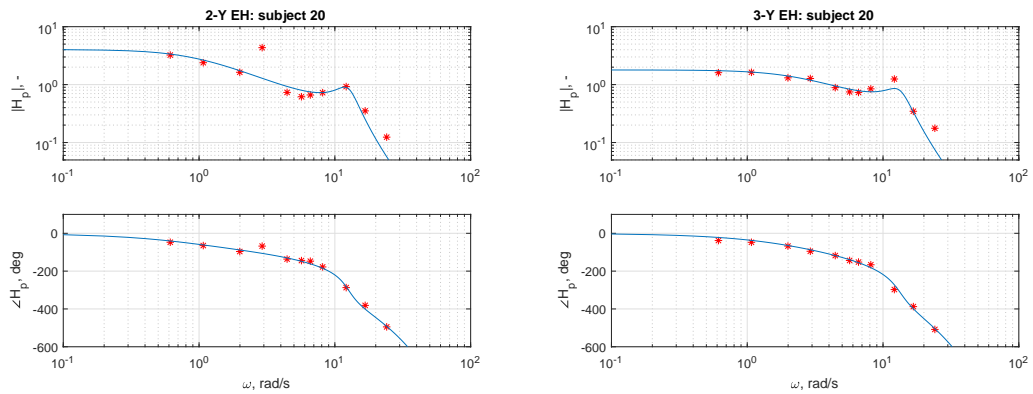 2-Y EH: subject 20
10^1
10^0
10^-1
|H_p|, -
10^-1 10^0 10^1 10^2
0
-200
-400
-600
∠H_p, deg
10^-1 10^0 10^1 10^2
ω, rad/s
3-Y EH: subject 20
10^1
10^0
10^-1
|H_p|, -
10^-1 10^0 10^1 10^2
0
-200
-400
-600
∠H_p, deg
10^-1 10^0 10^1 10^2
ω, rad/s